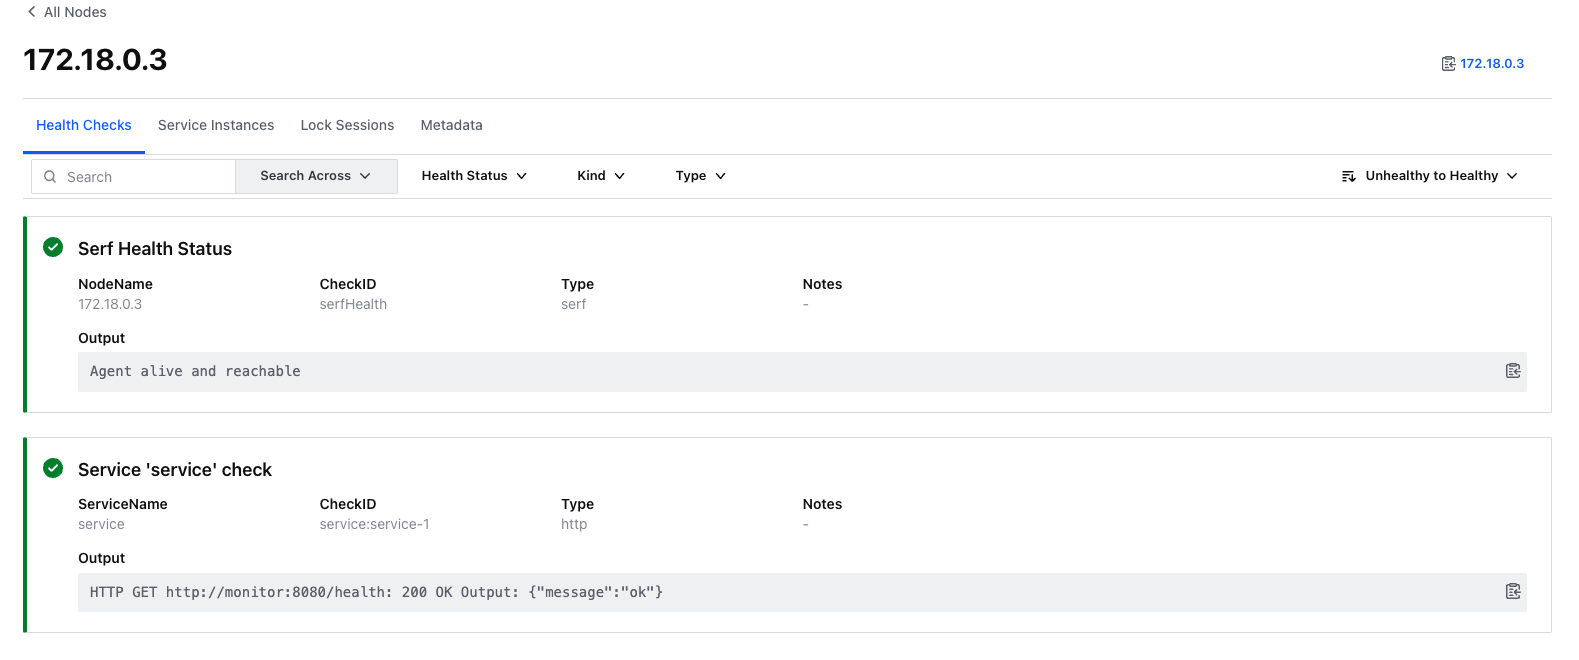 All Nodes
172.18.0.3
172.18.0.3
Health Checks Service Instances Lock Sessions Metadata
Search Search Across Health Status Kind Type Unhealthy to Healthy
Serf Health Status
NodeName CheckID Type Notes
172.18.0.3 serfHealth serf -
Output
Agent alive and reachable
Service 'service' check
ServiceName CheckID Type Notes
service service:service-1 http -
Output
HTTP GET http://monitor:8080/health: 200 OK Output: {"message":"ok"}